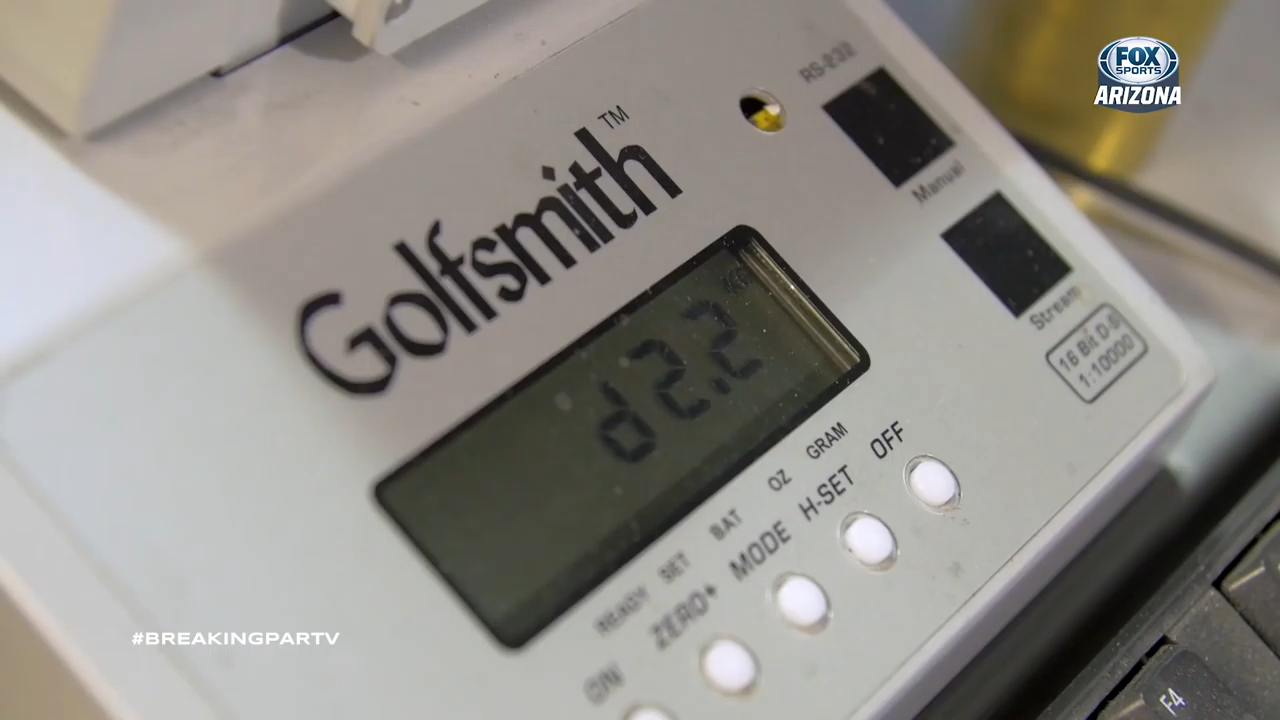 FOX
SPORTS
ARIZONA
RS-232
Golfsmith™
Manual
Stream
d2.2
16 Bit D-S
1:10000
READY SET BAT OZ GRAM
ON ZERO+ MODE H-SET OFF
#BREAKINGPARTV
F4